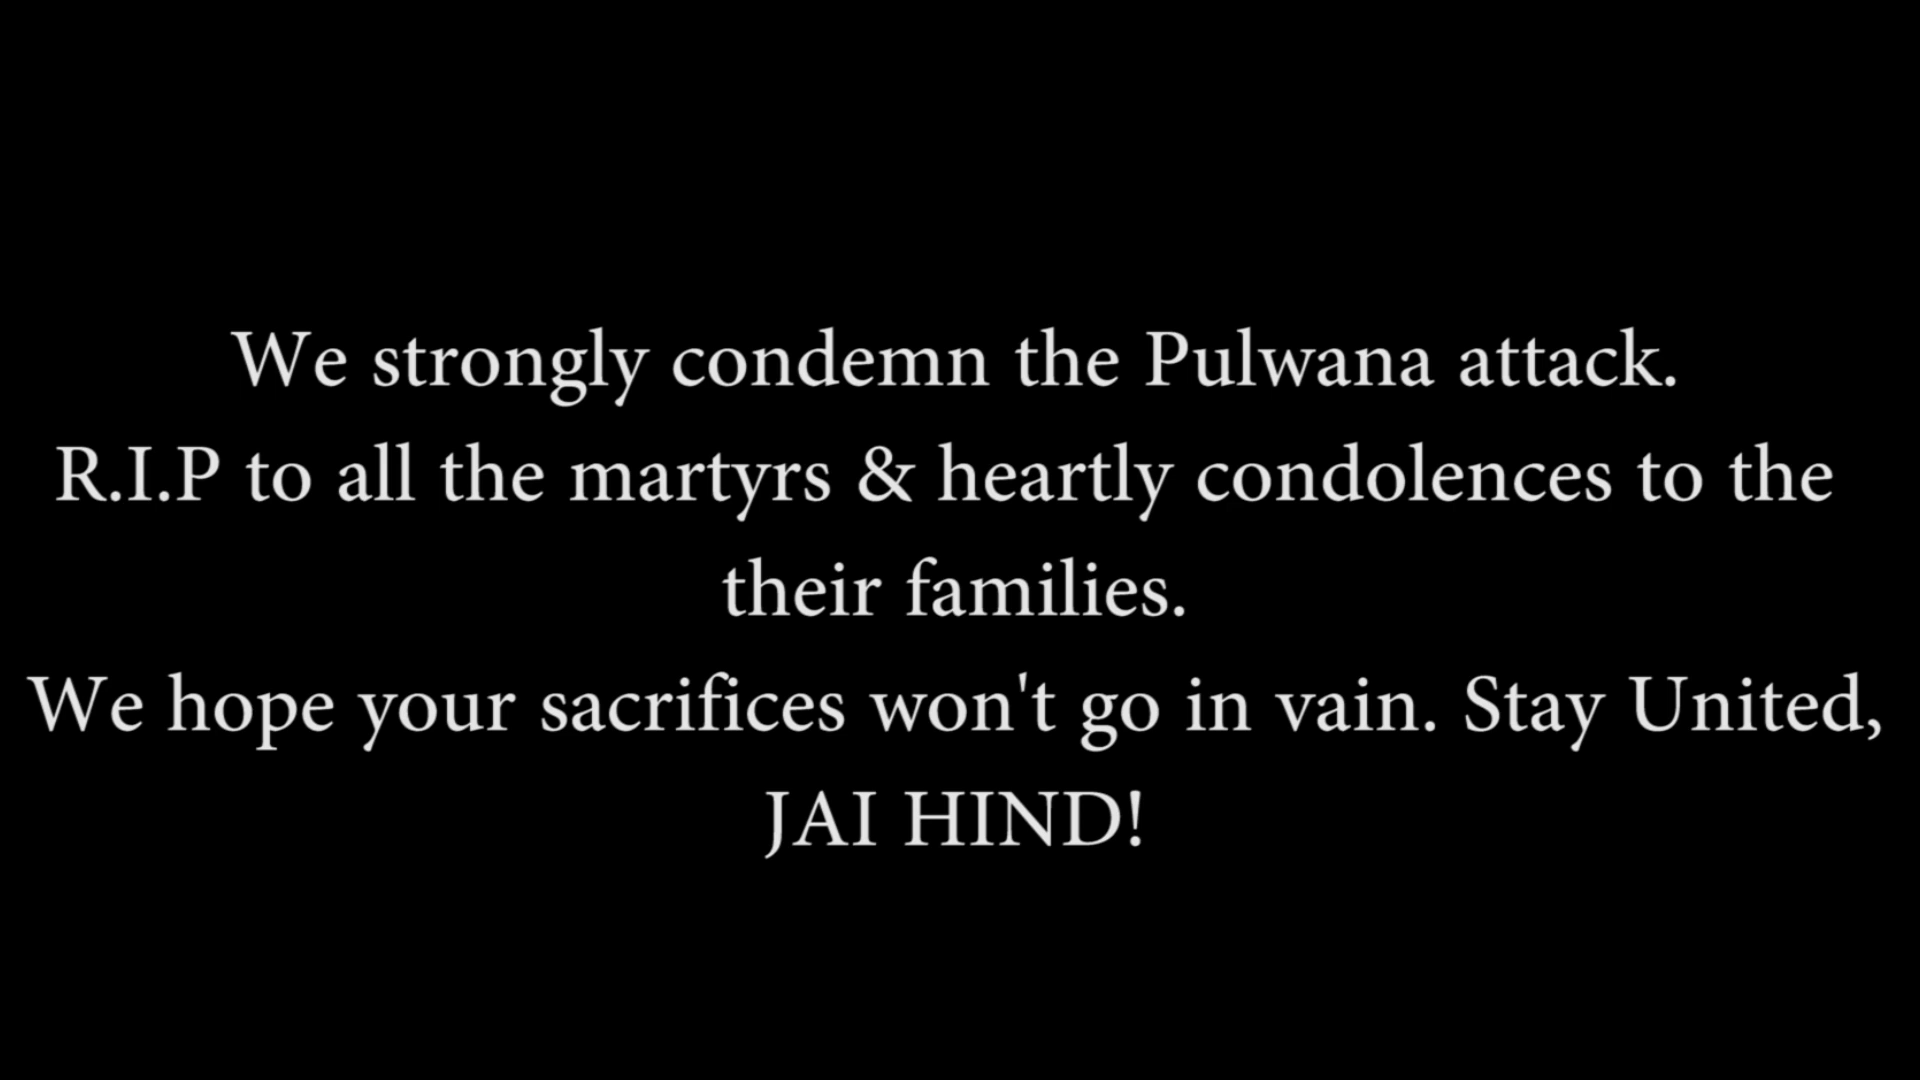 We strongly condemn the Pulwana attack.
R.I.P to all the martyrs & heartly condolences to the
their families.
We hope your sacrifices won't go in vain. Stay United,
JAI HIND!